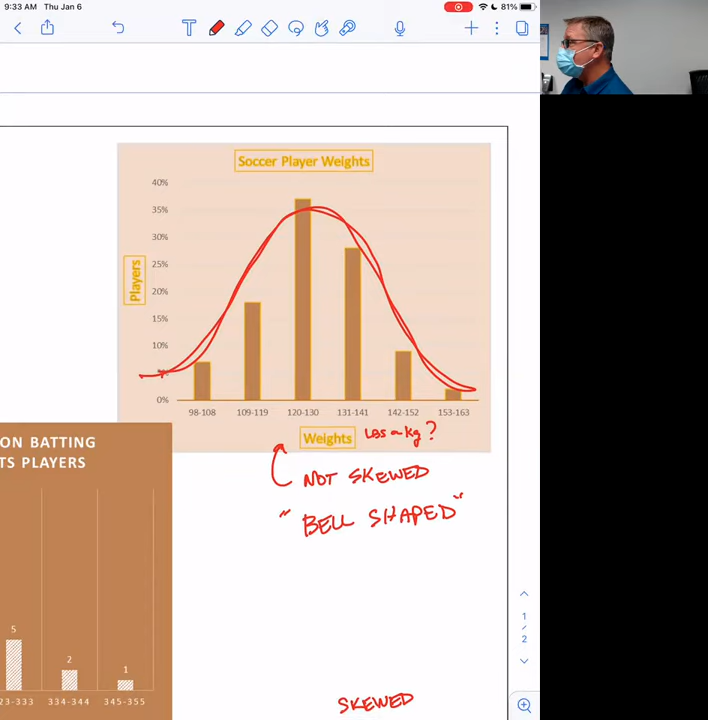 9:33 AM Thu Jan 6
81%
T
Soccer Player Weights
40%
35%
30%
25%
20%
15%
10%
5%
0%
Players
98-108
109-119
120-130
131-141
142-152
153-163
Weights
LBS or kg?
NOT SKEWED
"BELL SHAPED"
ON BATTING
TS PLAYERS
5
2
1
23-333
334-344
345-355
1
2
SKEWED